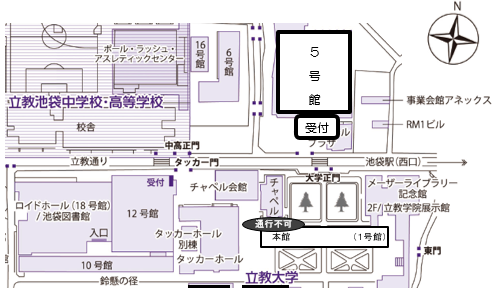 N
ポール・ラッシュ・
アスレティックセンター
16
号
館
6
号
館
5
号
館
立教池袋中学校・高等学校
事業会館アネックス
受付
プラザ
RM1ビル
校舎
中高正門
立教通り
タッカー門
池袋駅(西口)
大学正門
受付
チャペル会館
チャペル
メーザーライブラリー
記念館
2F/立教学院展示館
ロイドホール(18号館)
/池袋図書館
12号館
通行不可
入口
タッカーホール
別棟
本館
(1号館)
タッカーホール
東門
10号館
鈴懸の径
立教大学